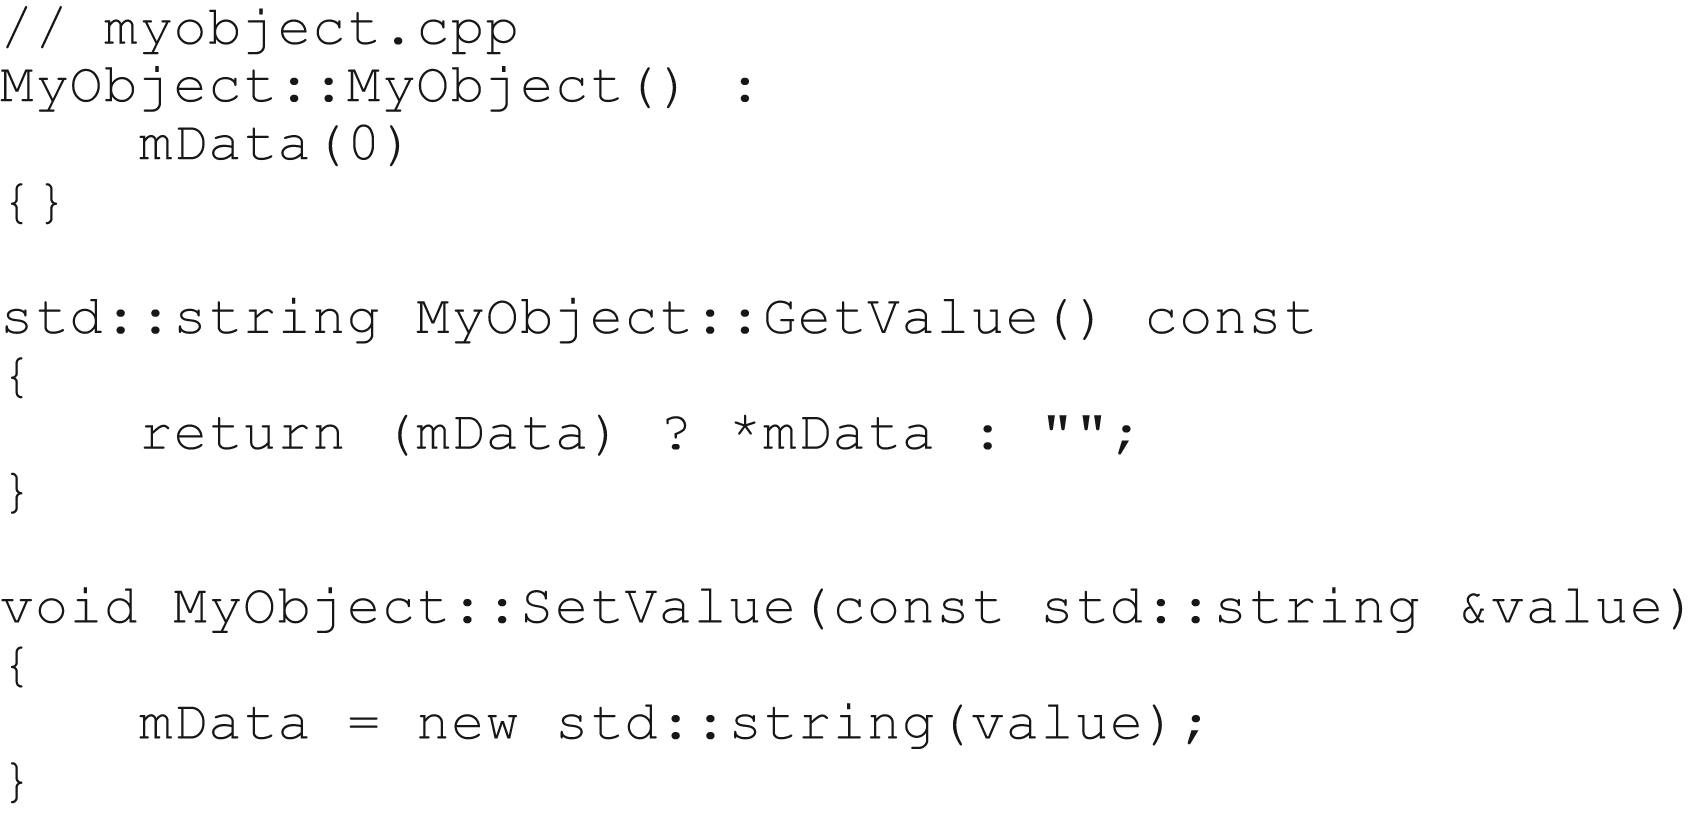 // myobject.cpp
MyObject::MyObject() :
    mData(0)
{}

std::string MyObject::GetValue() const
{
    return (mData) ? *mData : "";
}

void MyObject::SetValue(const std::string &value)
{
    mData = new std::string(value);
}